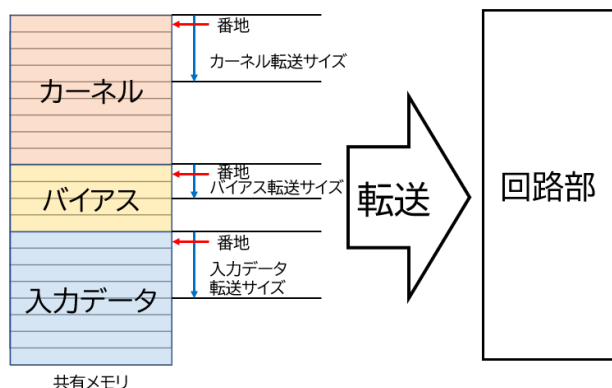 カーネル
バイアス
入力データ
共有メモリ
番地
カーネル転送サイズ
番地
バイアス転送サイズ
番地
入力データ
転送サイズ
転送
回路部